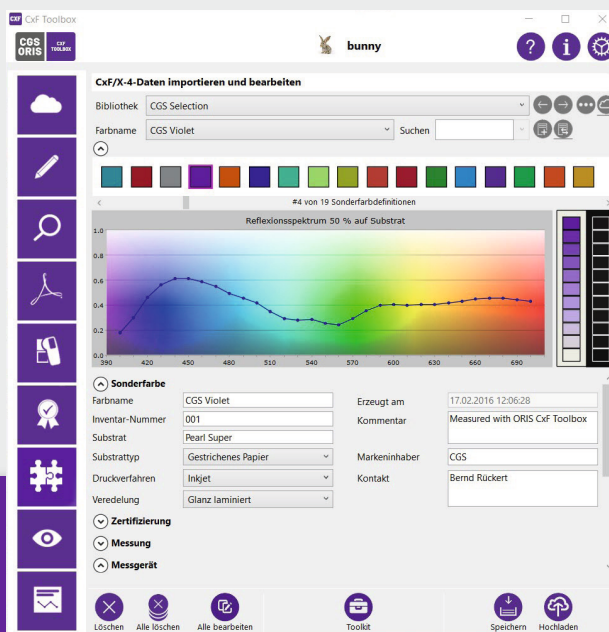 CXF CxF Toolbox
CGS ORIS CXF TOOLBOX
bunny
CxF/X-4-Daten importieren und bearbeiten
Bibliothek CGS Selection
Farbname CGS Violet Suchen
#4 von 19 Sonderfarbdefinitionen
Reflexionsspektrum 50 % auf Substrat
1.0
0.8
0.6
0.4
0.2
0.0
390 420 450 480 510 540 570 600 630 660 690
Sonderfarbe
Farbname CGS Violet Erzeugt am 17.02.2016 12:06:28
Inventar-Nummer 001 Kommentar Measured with ORIS CxF Toolbox
Substrat Pearl Super
Substrattyp Gestrichenes Papier Markeninhaber CGS
Druckverfahren Inkjet Kontakt Bernd Rückert
Veredelung Glanz laminiert
Zertifizierung
Messung
Messgerät
Löschen Alle löschen Alle bearbeiten Toolkit Speichern Hochladen